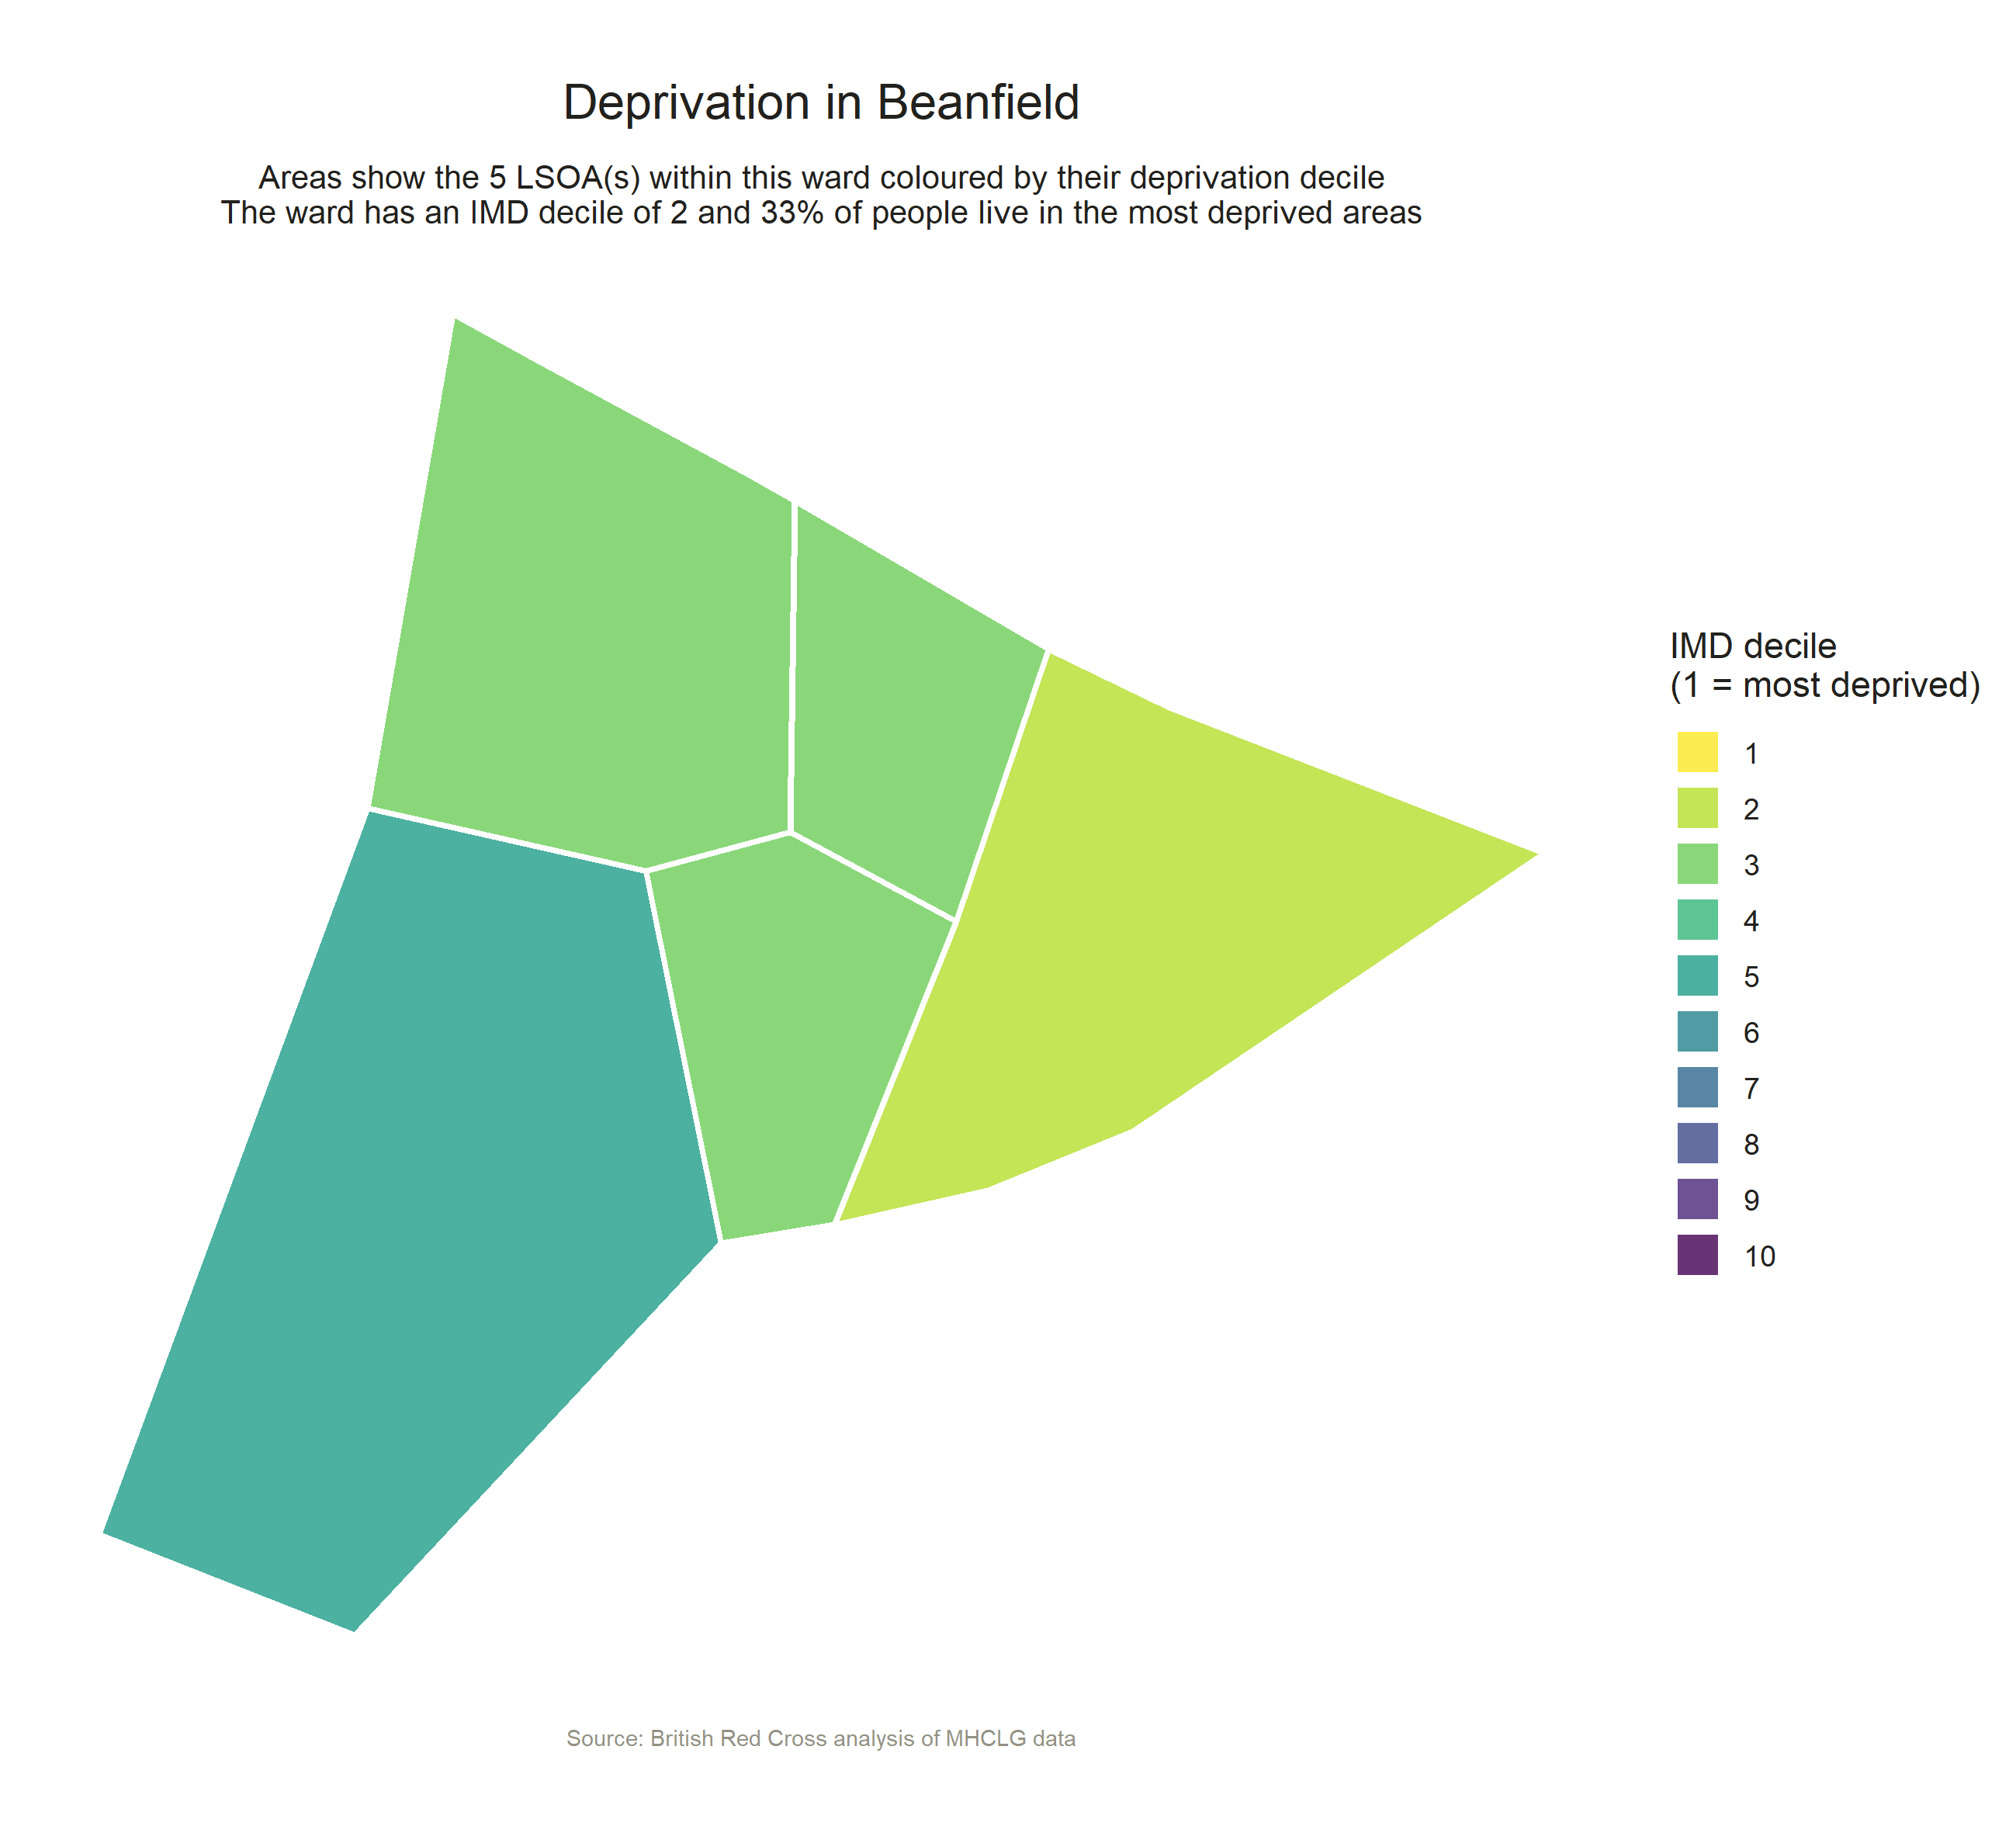 Deprivation in Beanfield
Areas show the 5 LSOA(s) within this ward coloured by their deprivation decile
The ward has an IMD decile of 2 and 33% of people live in the most deprived areas
IMD decile
(1 = most deprived)
1
2
3
4
5
6
7
8
9
10
Source: British Red Cross analysis of MHCLG data